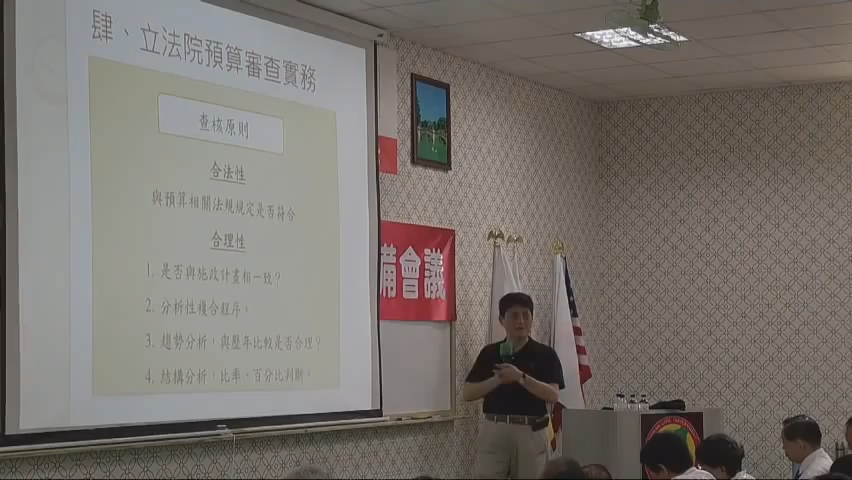 肆、立法院預算審查實務
查核原則
合法性
與預算相關法規規定是否符合
合理性
1. 是否與施政計畫相一致?
2. 分析性複合程序。
3. 趨勢分析,與歷年比較是否合理?
4. 結構分析,比率、百分比判斷。
備會議